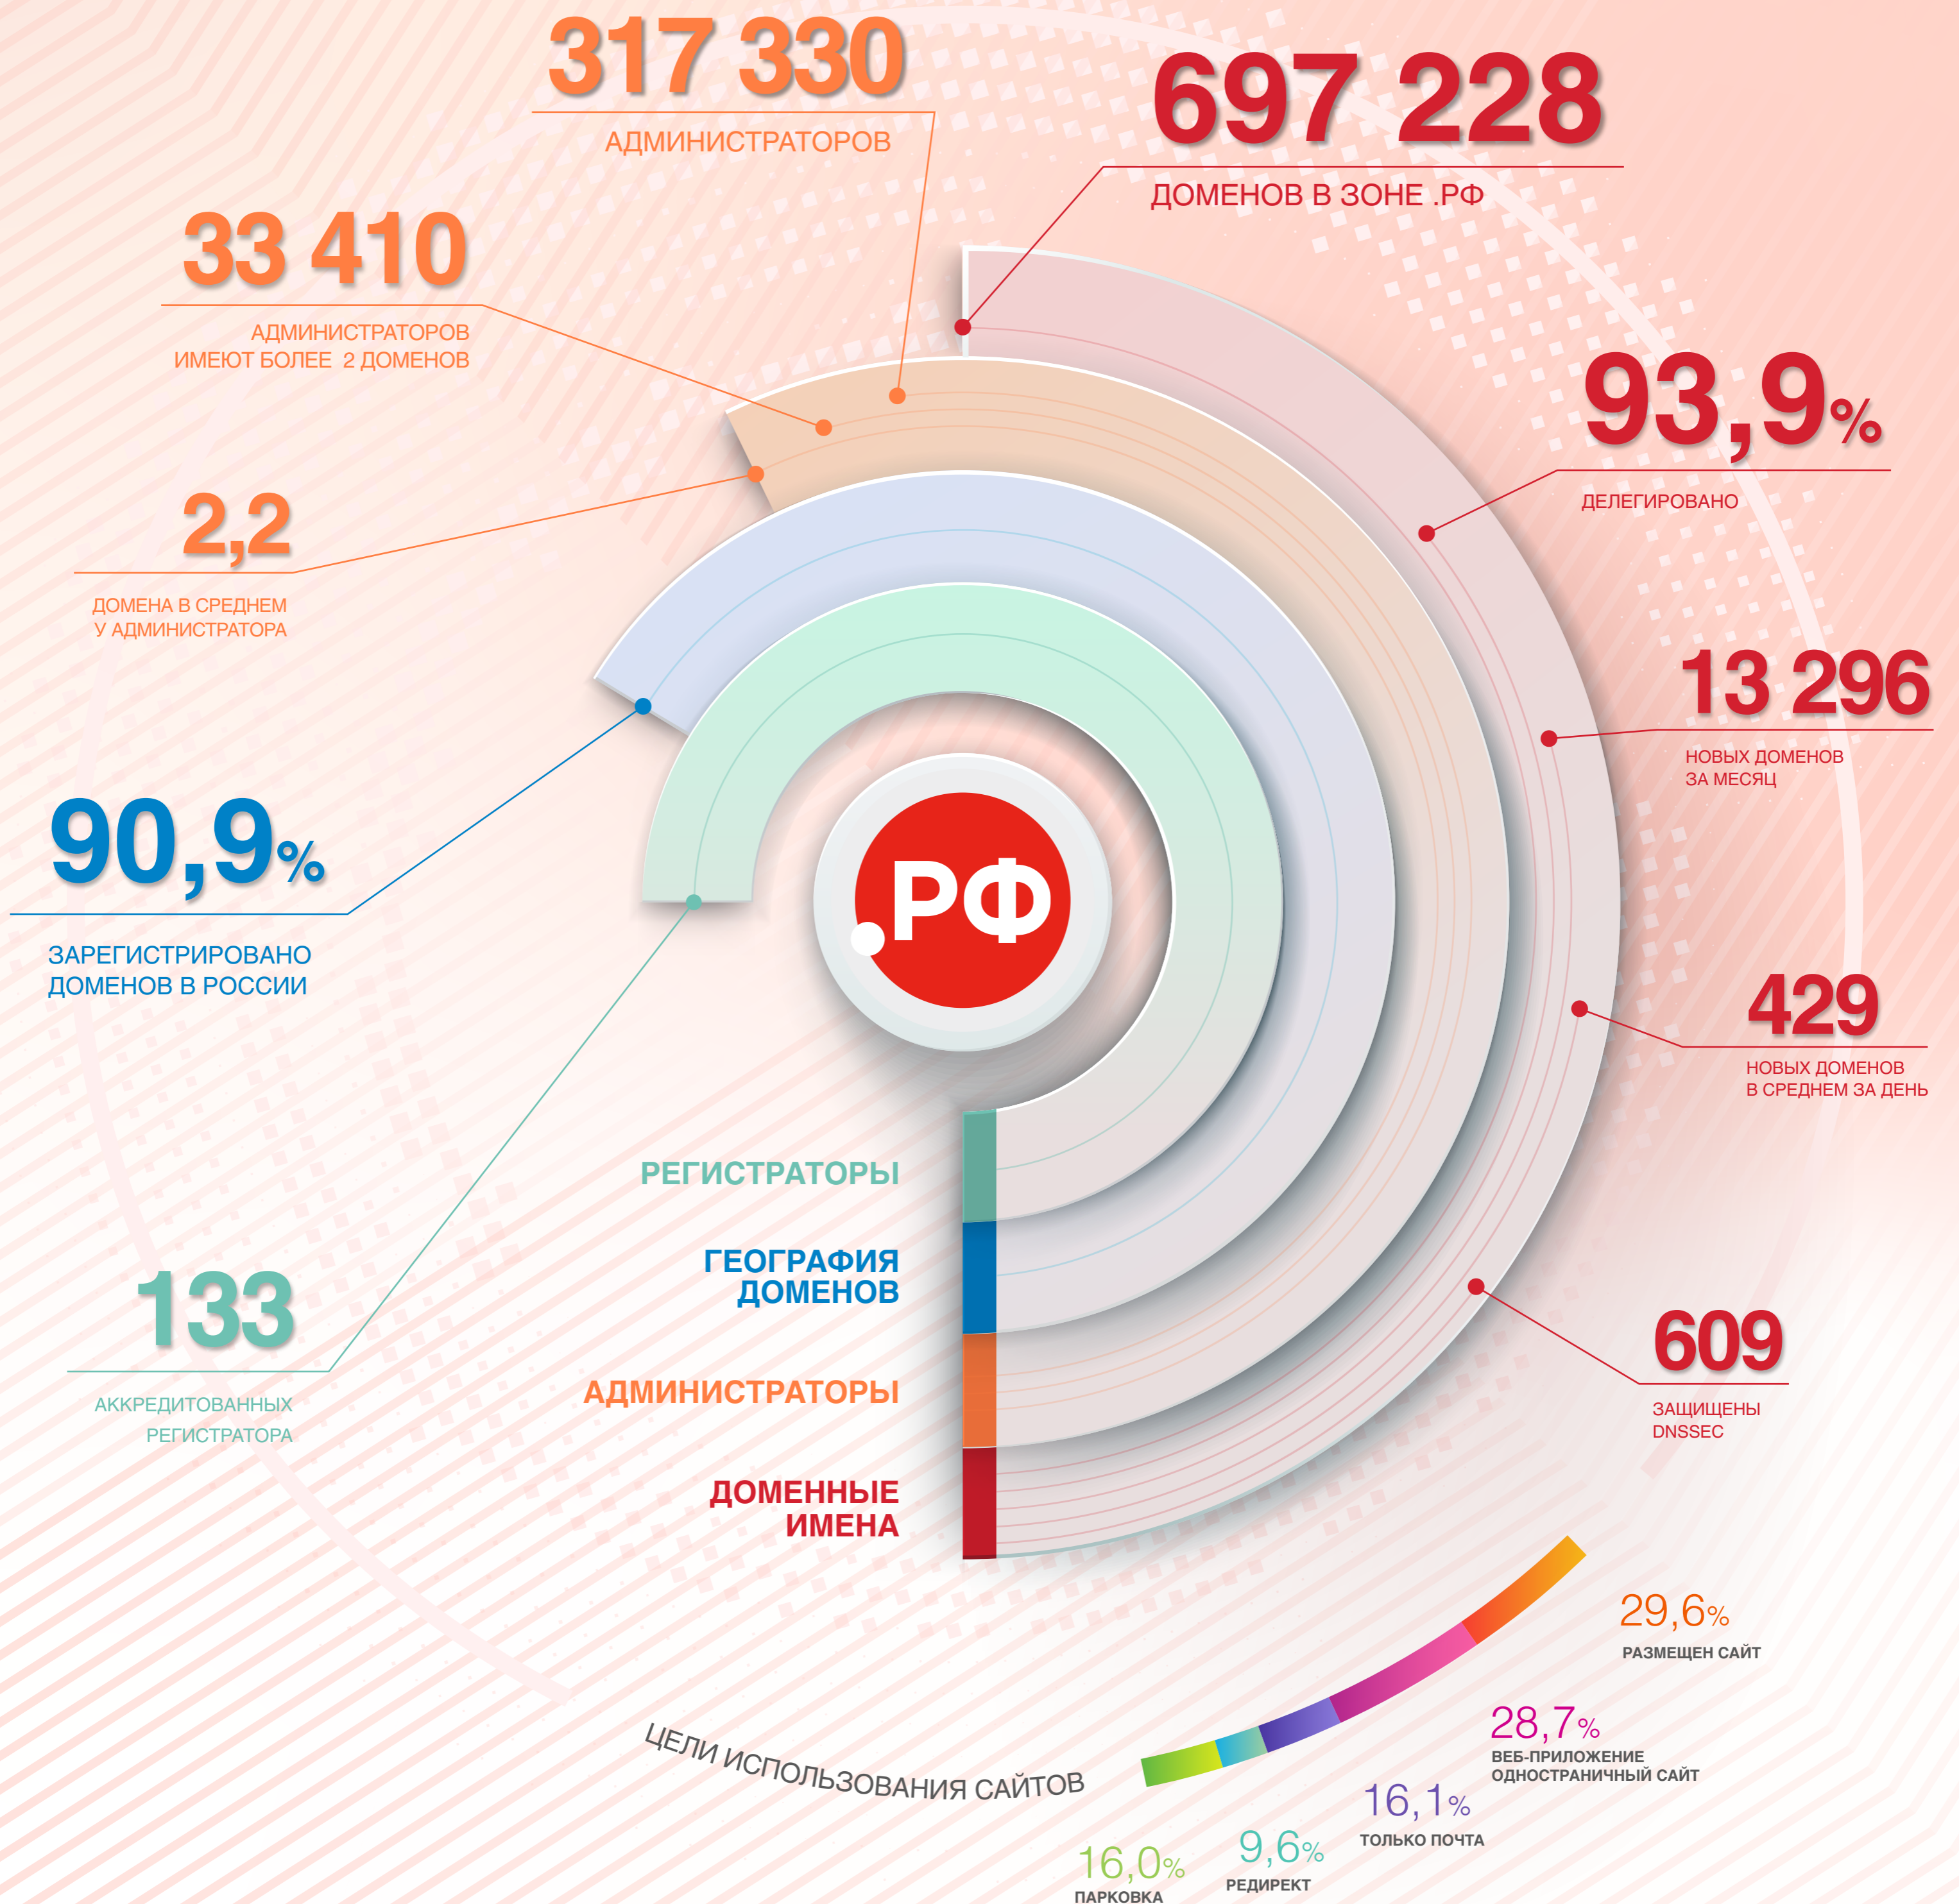 317 330
АДМИНИСТРАТОРОВ
697 228
ДОМЕНОВ В ЗОНЕ .РФ
33 410
АДМИНИСТРАТОРОВ
ИМЕЮТ БОЛЕЕ 2 ДОМЕНОВ
93,9%
ДЕЛЕГИРОВАНО
2,2
ДОМЕНА В СРЕДНЕМ
У АДМИНИСТРАТОРА
13 296
НОВЫХ ДОМЕНОВ
ЗА МЕСЯЦ
90,9%
ЗАРЕГИСТРИРОВАНО
ДОМЕНОВ В РОССИИ
.РФ
429
НОВЫХ ДОМЕНОВ
В СРЕДНЕМ ЗА ДЕНЬ
133
АККРЕДИТОВАННЫХ
РЕГИСТРАТОРА
609
ЗАЩИЩЕНЫ
DNSSEC
РЕГИСТРАТОРЫ
ГЕОГРАФИЯ
ДОМЕНОВ
АДМИНИСТРАТОРЫ
ДОМЕННЫЕ
ИМЕНА
ЦЕЛИ ИСПОЛЬЗОВАНИЯ САЙТОВ
29,6%
РАЗМЕЩЕН САЙТ
28,7%
ВЕБ-ПРИЛОЖЕНИЕ
ОДНОСТРАНИЧНЫЙ САЙТ
16,1%
ТОЛЬКО ПОЧТА
9,6%
РЕДИРЕКТ
16,0%
ПАРКОВКА